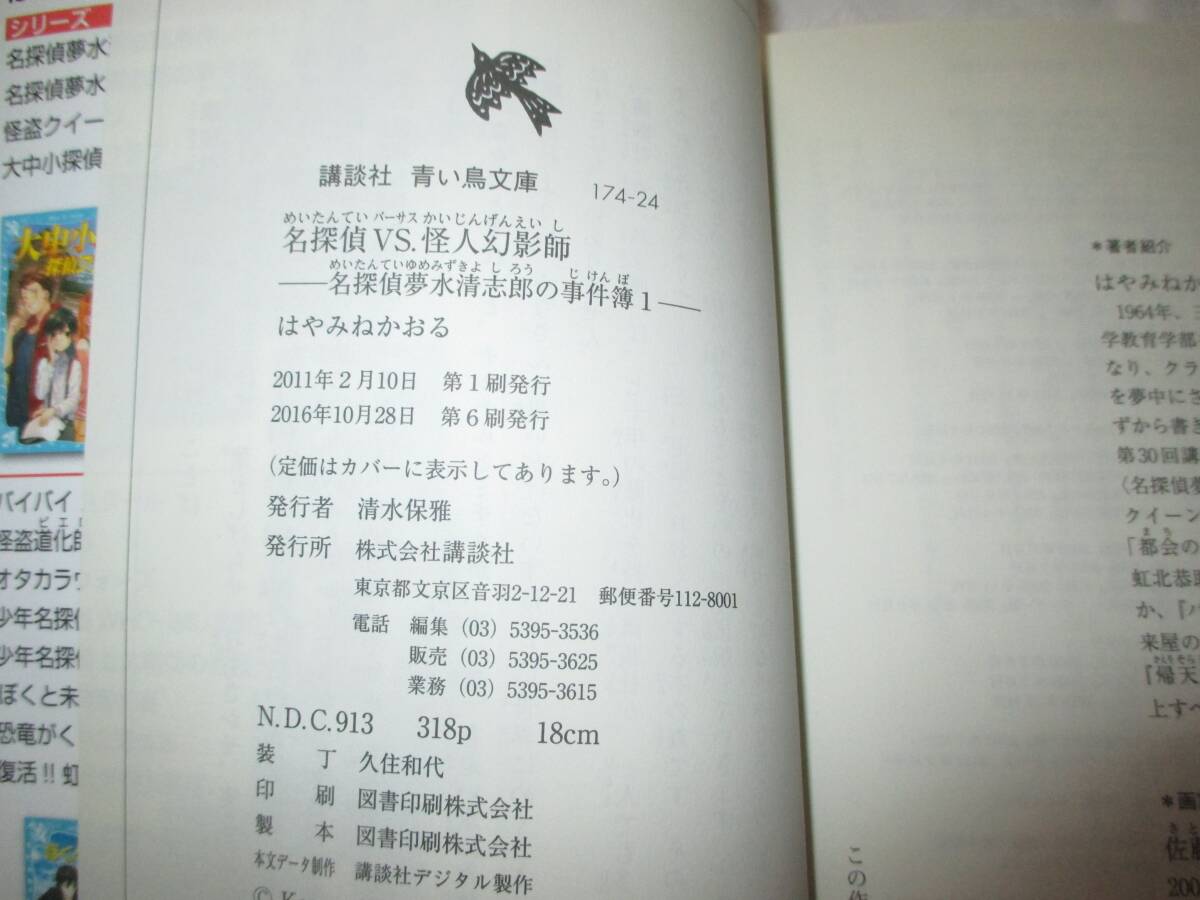 シリーズ
名探偵夢水
名探偵夢水
怪盗クイー
大中小探偵
大中小
バイバイ
ピエロ
怪盗道化師
オタカラウ
少年名探偵
少年名探偵
ぼくと未
恐竜がく
復活!! 虹
講談社 青い鳥文庫 174-24
めいたんてい バーサス かいじんげんえい し
名探偵 VS. 怪人幻影師
めいたんていゆめみずきよ し ろう じ けん ぼ
――名探偵夢水清志郎の事件簿1――
はやみねかおる
2011年2月10日 第1刷発行
2016年10月28日 第6刷発行
(定価はカバーに表示してあります。)
発行者 清水保雅
発行所 株式会社講談社
東京都文京区音羽2-12-21 郵便番号112-8001
電話 編集 (03) 5395-3536
販売 (03) 5395-3625
業務 (03) 5395-3615
N.D.C.913 318p 18cm
装 丁 久住和代
印 刷 図書印刷株式会社
製 本 図書印刷株式会社
本文データ制作 講談社デジタル製作
©
*著者紹介
はやみねか
1964年、三
学教育学部
なり、クラ
を夢中にさ
ずから書き
第30回講
(名探偵夢
クイーン
まち
「都会の
虹北恭
か、『バ
来屋の
『帰天
上すべ
*画
佐
200
この作